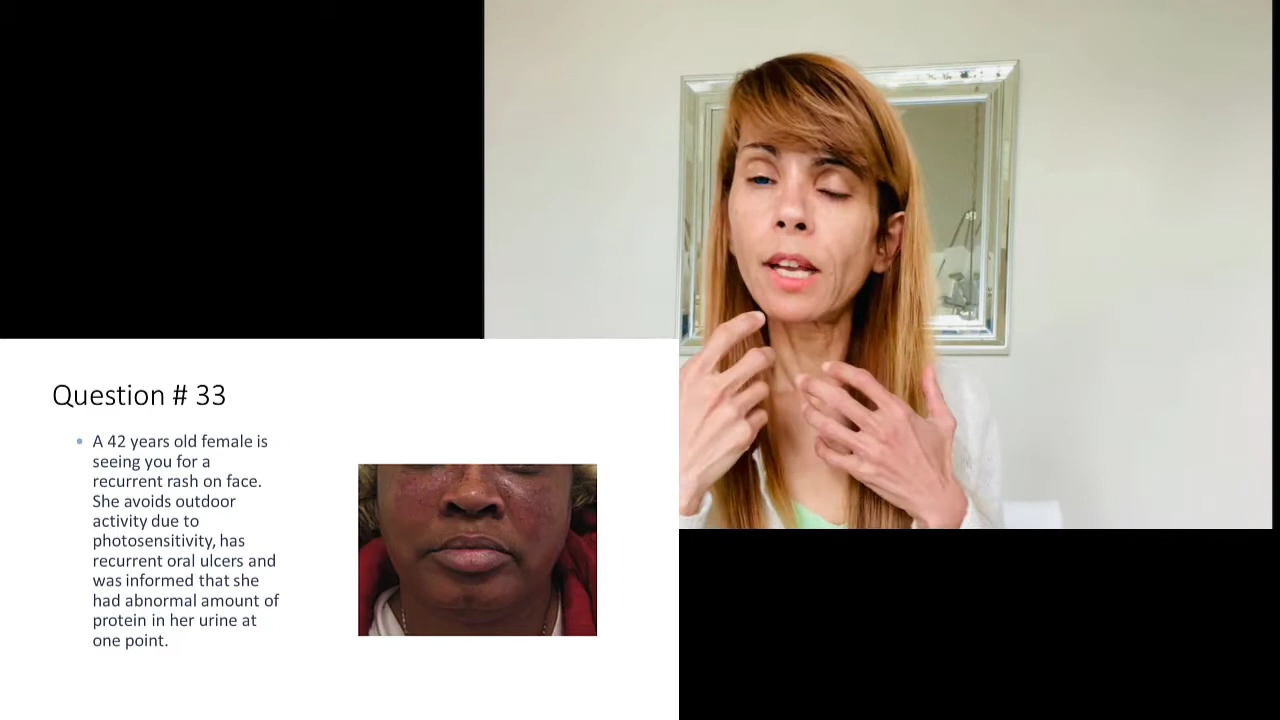 Question # 33
• A 42 years old female is
seeing you for a
recurrent rash on face.
She avoids outdoor
activity due to
photosensitivity, has
recurrent oral ulcers and
was informed that she
had abnormal amount of
protein in her urine at
one point.